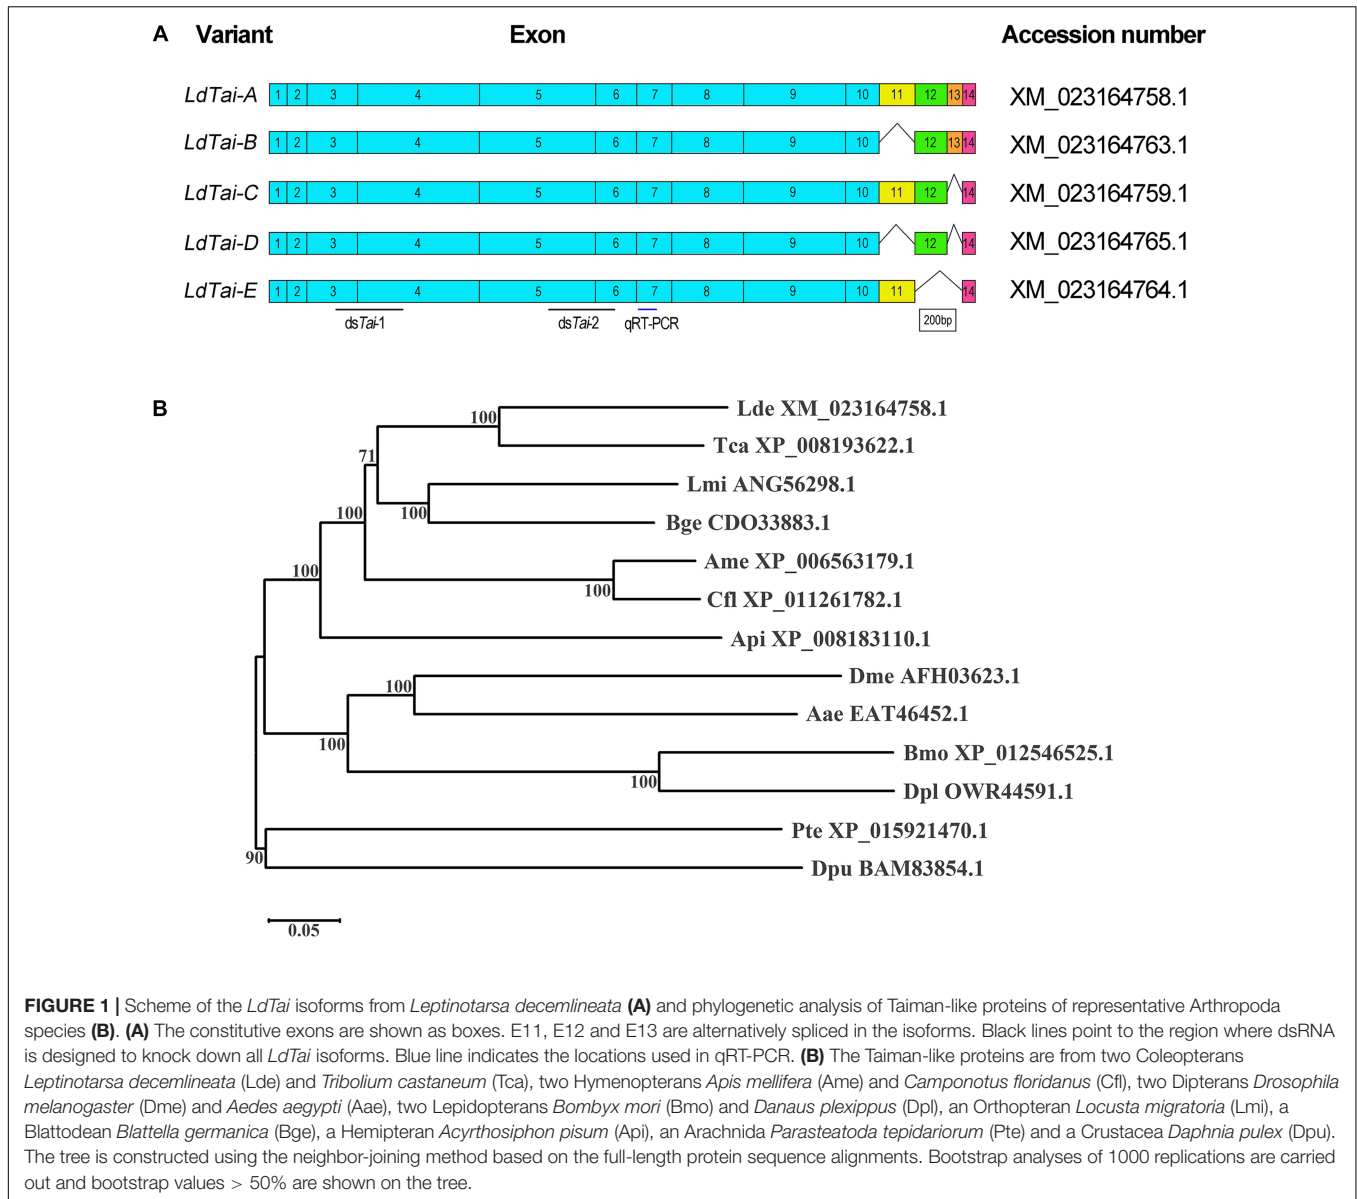 A Variant Exon Accession number
LdTai-A 1 2 3 4 5 6 7 8 9 10 11 12 13 14 XM_023164758.1
LdTai-B 1 2 3 4 5 6 7 8 9 10 12 13 14 XM_023164763.1
LdTai-C 1 2 3 4 5 6 7 8 9 10 11 12 14 XM_023164759.1
LdTai-D 1 2 3 4 5 6 7 8 9 10 12 14 XM_023164765.1
LdTai-E 1 2 3 4 5 6 7 8 9 10 11 14 XM_023164764.1
dsTai-1 dsTai-2 qRT-PCR 200bp
B
100 Lde XM_023164758.1
Tca XP_008193622.1
71
Lmi ANG56298.1
100 100
Bge CDO33883.1
Ame XP_006563179.1
100 100
Cfl XP_011261782.1
Api XP_008183110.1
Dme AFH03623.1
100
Aae EAT46452.1
100
Bmo XP_012546525.1
100
Dpl OWR44591.1
Pte XP_015921470.1
90
Dpu BAM83854.1
0.05
FIGURE 1 | Scheme of the LdTai isoforms from Leptinotarsa decemlineata (A) and phylogenetic analysis of Taiman-like proteins of representative Arthropoda
species (B). (A) The constitutive exons are shown as boxes. E11, E12 and E13 are alternatively spliced in the isoforms. Black lines point to the region where dsRNA
is designed to knock down all LdTai isoforms. Blue line indicates the locations used in qRT-PCR. (B) The Taiman-like proteins are from two Coleopterans
Leptinotarsa decemlineata (Lde) and Tribolium castaneum (Tca), two Hymenopterans Apis mellifera (Ame) and Camponotus floridanus (Cfl), two Dipterans Drosophila
melanogaster (Dme) and Aedes aegypti (Aae), two Lepidopterans Bombyx mori (Bmo) and Danaus plexippus (Dpl), an Orthopteran Locusta migratoria (Lmi), a
Blattodean Blattella germanica (Bge), a Hemipteran Acyrthosiphon pisum (Api), an Arachnida Parasteatoda tepidariorum (Pte) and a Crustacea Daphnia pulex (Dpu).
The tree is constructed using the neighbor-joining method based on the full-length protein sequence alignments. Bootstrap analyses of 1000 replications are carried
out and bootstrap values > 50% are shown on the tree.